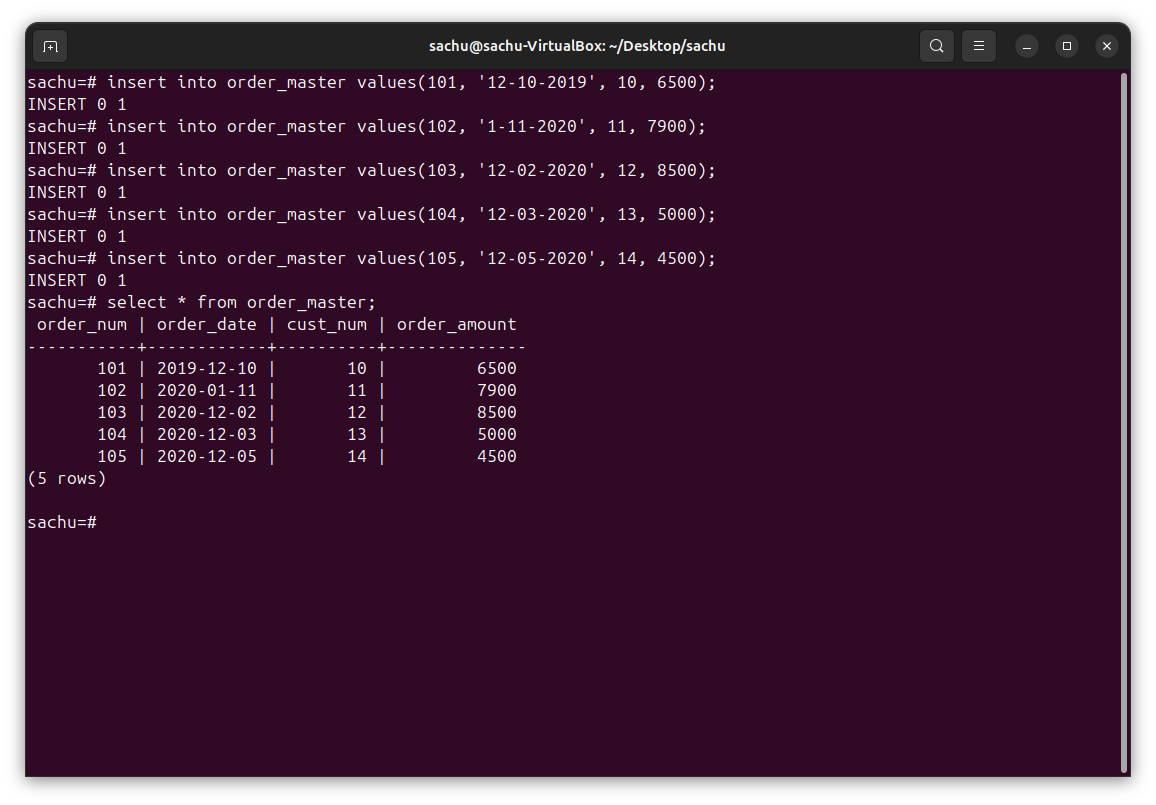 sachu@sachu-VirtualBox: ~/Desktop/sachu
sachu=# insert into order_master values(101, '12-10-2019', 10, 6500);
INSERT 0 1
sachu=# insert into order_master values(102, '1-11-2020', 11, 7900);
INSERT 0 1
sachu=# insert into order_master values(103, '12-02-2020', 12, 8500);
INSERT 0 1
sachu=# insert into order_master values(104, '12-03-2020', 13, 5000);
INSERT 0 1
sachu=# insert into order_master values(105, '12-05-2020', 14, 4500);
INSERT 0 1
sachu=# select * from order_master;
 order_num | order_date | cust_num | order_amount
-----------+------------+----------+--------------
       101 | 2019-12-10 |       10 |         6500
       102 | 2020-01-11 |       11 |         7900
       103 | 2020-12-02 |       12 |         8500
       104 | 2020-12-03 |       13 |         5000
       105 | 2020-12-05 |       14 |         4500
(5 rows)
sachu=#